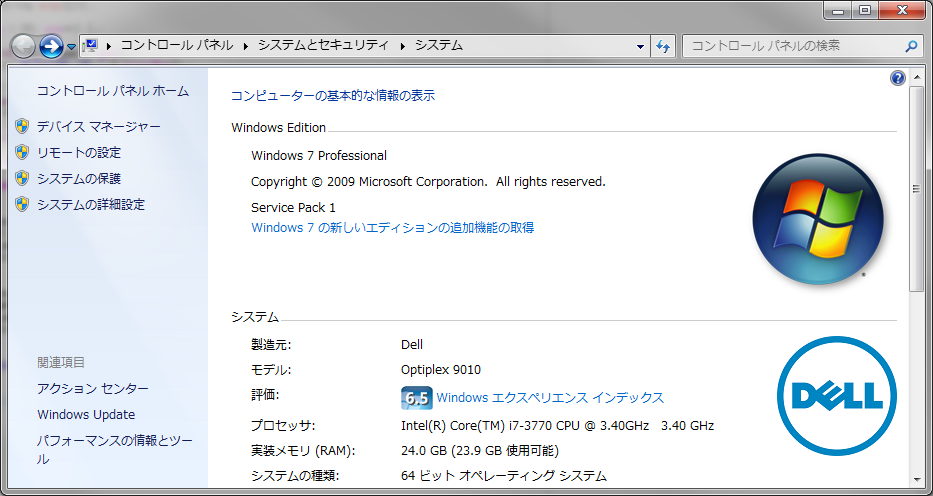 コントロール パネル ▸ システムとセキュリティ ▸ システム
コントロール パネルの検索
コントロール パネル ホーム
デバイス マネージャー
リモートの設定
システムの保護
システムの詳細設定
関連項目
アクション センター
Windows Update
パフォーマンスの情報とツー
ル
コンピューターの基本的な情報の表示
Windows Edition
Windows 7 Professional
Copyright © 2009 Microsoft Corporation.  All rights reserved.
Service Pack 1
Windows 7 の新しいエディションの追加機能の取得
システム
製造元: Dell
モデル: Optiplex 9010
評価: 6.5 Windows エクスペリエンス インデックス
プロセッサ: Intel(R) Core(TM) i7-3770 CPU @ 3.40GHz   3.40 GHz
実装メモリ (RAM): 24.0 GB (23.9 GB 使用可能)
システムの種類: 64 ビット オペレーティング システム
DELL